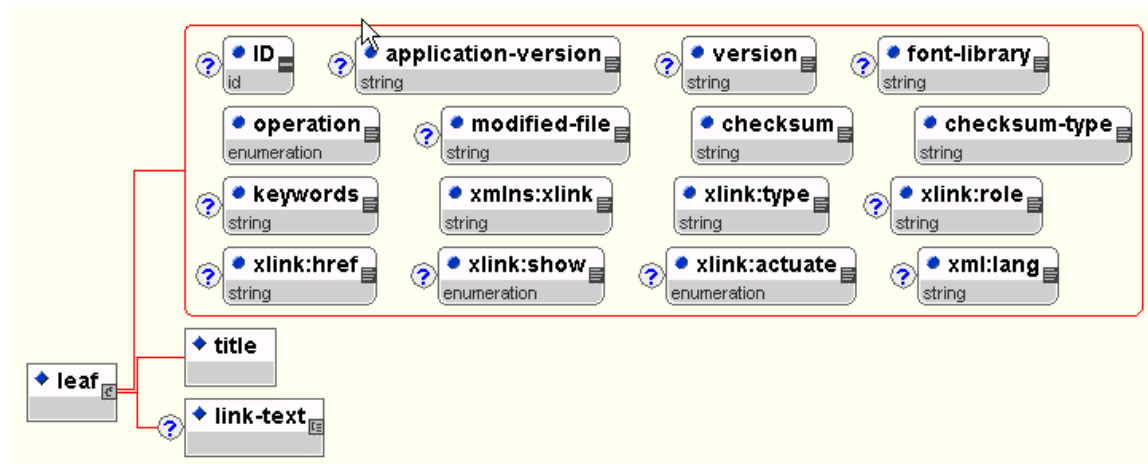 ? ID ? application-version ? version ? font-library
id string string string
operation ? modified-file checksum checksum-type
enumeration string string string
? keywords xmlns:xlink xlink:type ? xlink:role
string string string string
? xlink:href ? xlink:show ? xlink:actuate ? xml:lang
string enumeration enumeration string
title
leaf
? link-text